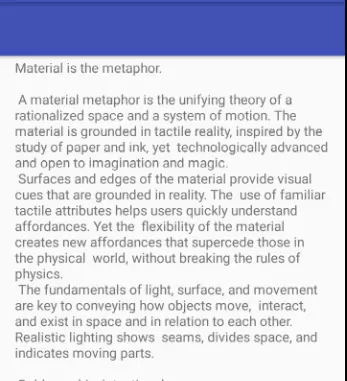 Material is the metaphor.
A material metaphor is the unifying theory of a
rationalized space and a system of motion. The
material is grounded in tactile reality, inspired by the
study of paper and ink, yet  technologically advanced
and open to imagination and magic.
Surfaces and edges of the material provide visual
cues that are grounded in reality. The  use of familiar
tactile attributes helps users quickly understand
affordances. Yet the  flexibility of the material
creates new affordances that supercede those in
the physical  world, without breaking the rules of
physics.
The fundamentals of light, surface, and movement
are key to conveying how objects move,  interact,
and exist in space and in relation to each other.
Realistic lighting shows  seams, divides space, and
indicates moving parts.